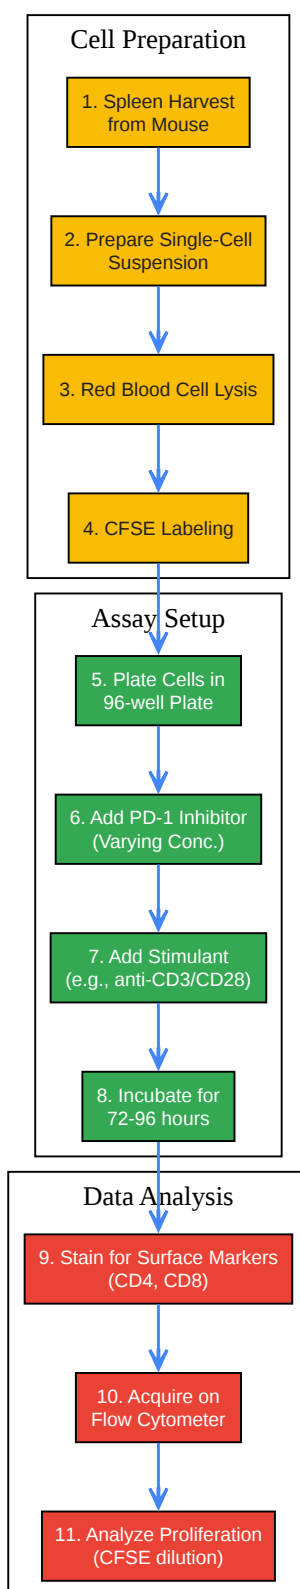 Cell Preparation
1. Spleen Harvest
from Mouse
2. Prepare Single-Cell
Suspension
3. Red Blood Cell Lysis
4. CFSE Labeling
Assay Setup
5. Plate Cells in
96-well Plate
6. Add PD-1 Inhibitor
(Varying Conc.)
7. Add Stimulant
(e.g., anti-CD3/CD28)
8. Incubate for
72-96 hours
Data Analysis
9. Stain for Surface Markers
(CD4, CD8)
10. Acquire on
Flow Cytometer
11. Analyze Proliferation
(CFSE dilution)